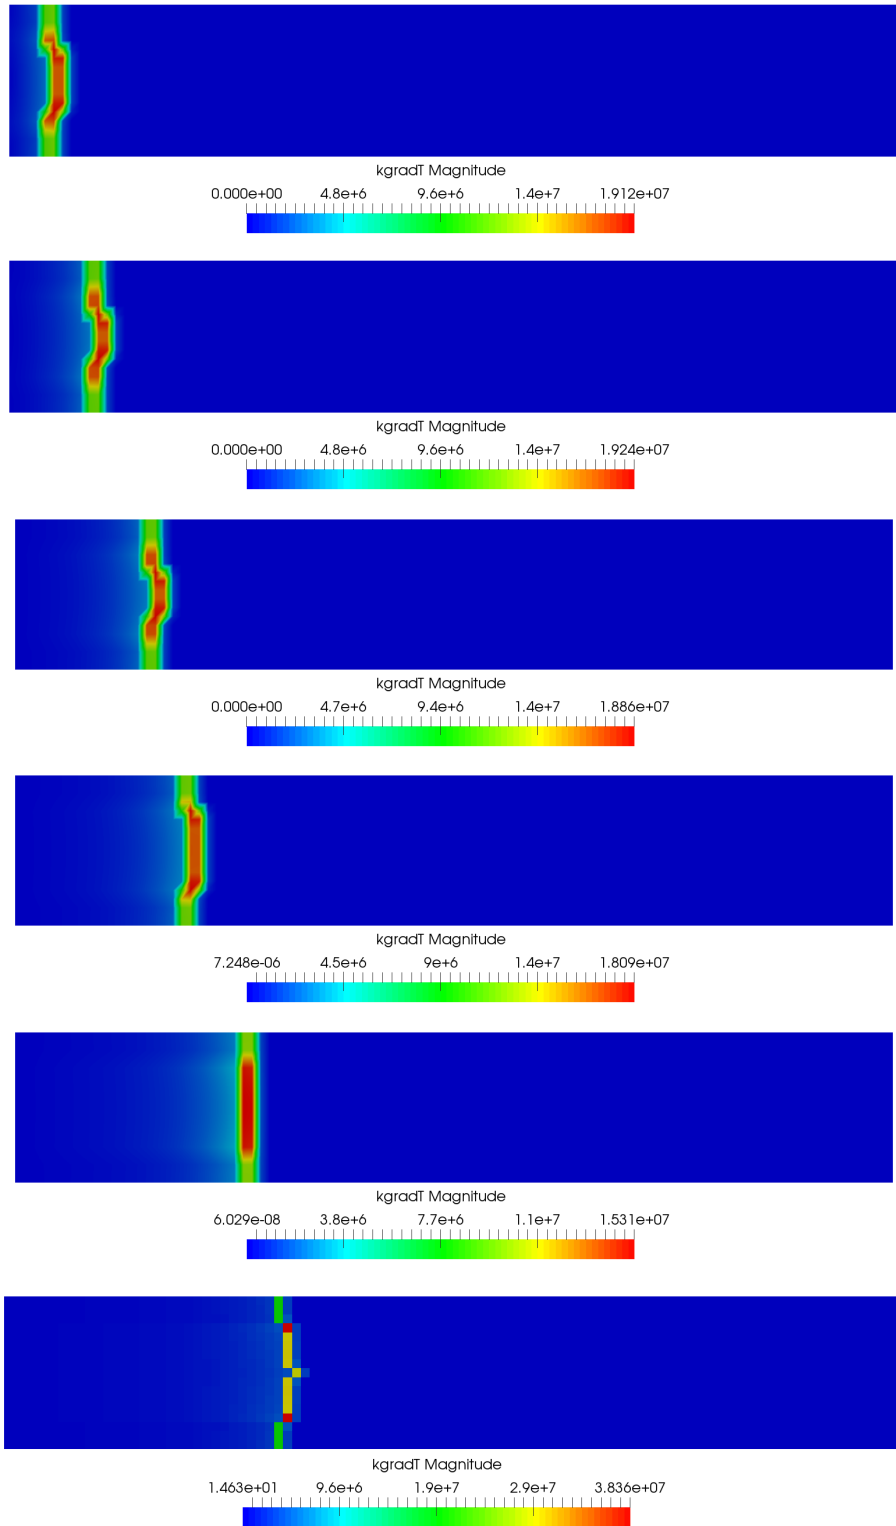 kgradT Magnitude
0.000e+00 4.8e+6 9.6e+6 1.4e+7 1.912e+07
kgradT Magnitude
0.000e+00 4.8e+6 9.6e+6 1.4e+7 1.924e+07
kgradT Magnitude
0.000e+00 4.7e+6 9.4e+6 1.4e+7 1.886e+07
kgradT Magnitude
7.248e-06 4.5e+6 9e+6 1.4e+7 1.809e+07
kgradT Magnitude
6.029e-08 3.8e+6 7.7e+6 1.1e+7 1.531e+07
kgradT Magnitude
1.463e+01 9.6e+6 1.9e+7 2.9e+7 3.836e+07